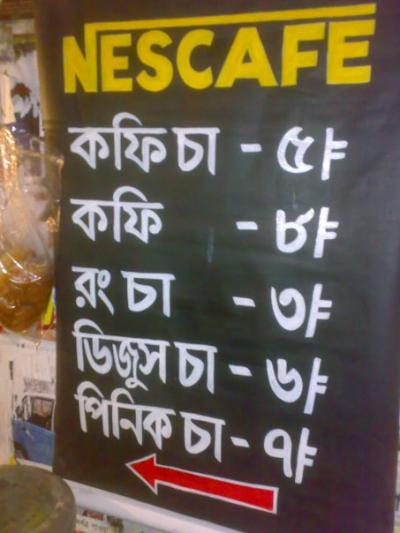 NESCAFE
কফি চা - ৫৳
কফি - ৮৳
রং চা - ৩৳
ডিজুস চা - ৬৳
পিনিক চা - ৭৳